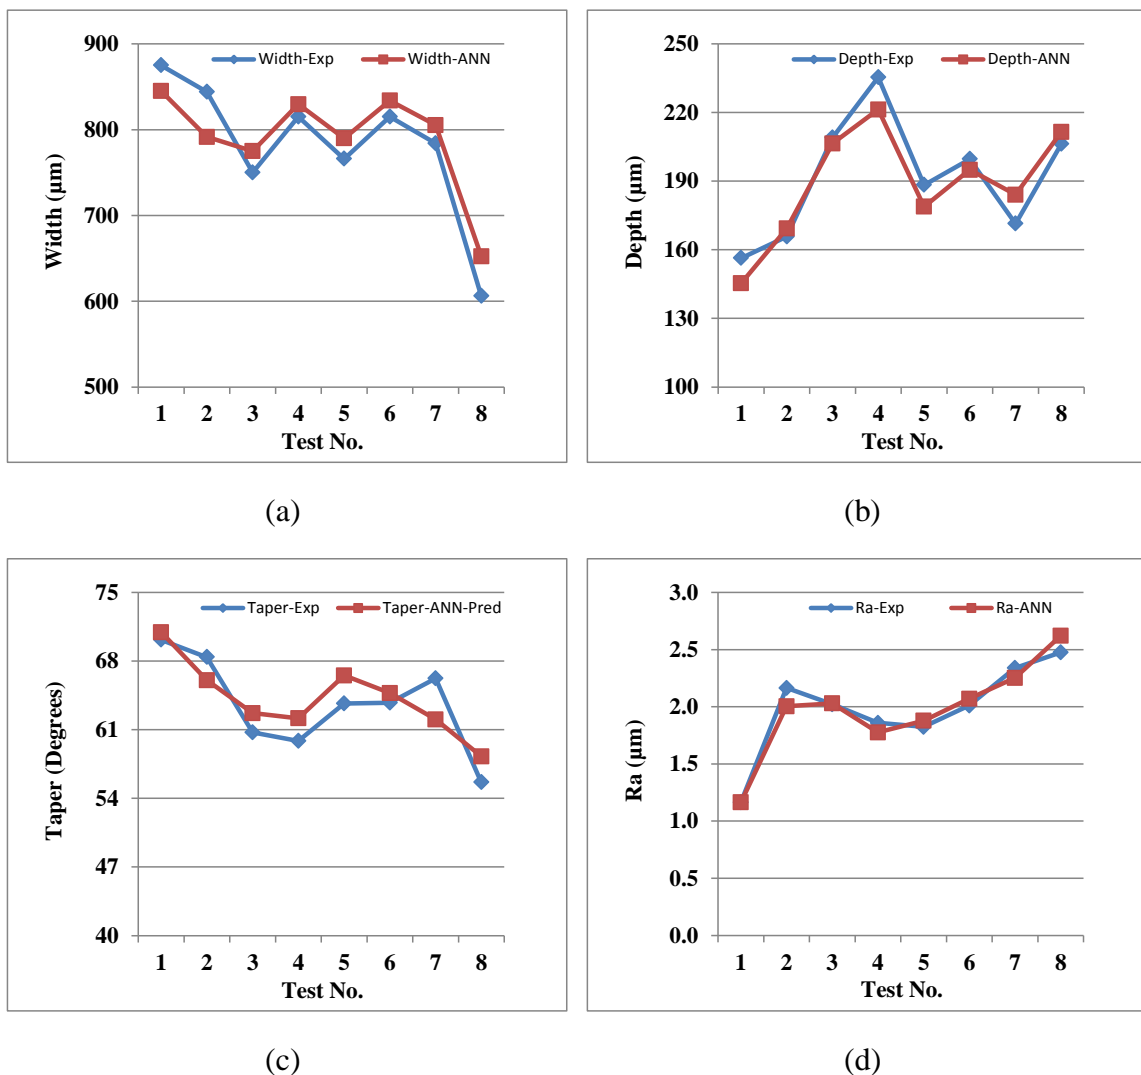 Width-Exp Width-ANN
900
800
700
600
500
Width (µm)
1 2 3 4 5 6 7 8
Test No.
(a)
Depth-Exp Depth-ANN
250
220
190
160
130
100
Depth (µm)
1 2 3 4 5 6 7 8
Test No.
(b)
Taper-Exp Taper-ANN-Pred
75
68
61
54
47
40
Taper (Degrees)
1 2 3 4 5 6 7 8
Test No.
(c)
Ra-Exp Ra-ANN
3.0
2.5
2.0
1.5
1.0
0.5
0.0
Ra (µm)
1 2 3 4 5 6 7 8
Test No.
(d)